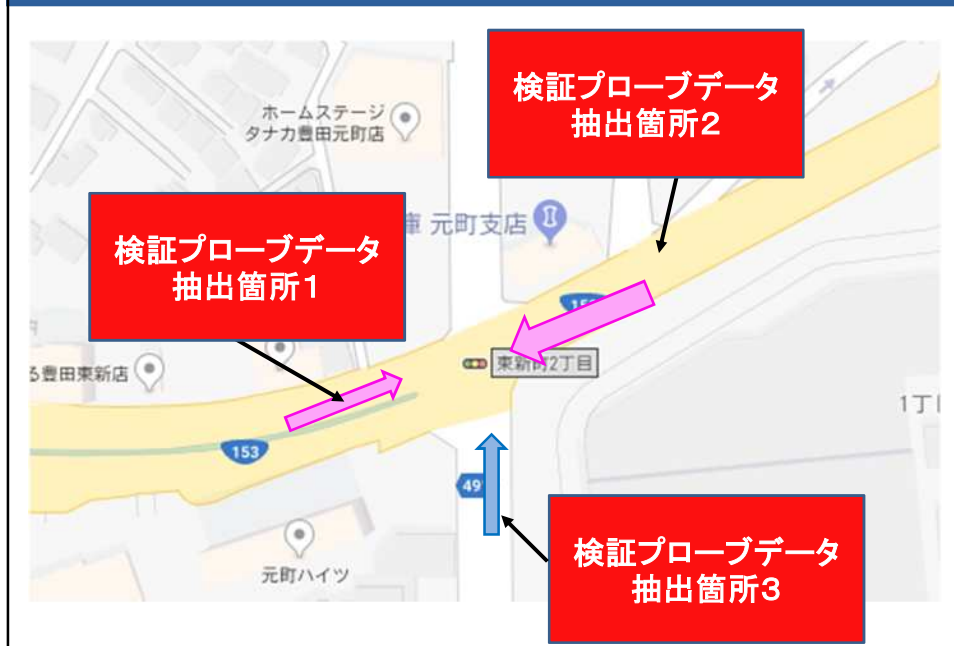 検証プローブデータ
抽出箇所2
ホームステージ
タナカ豊田元町店
庫 元町支店
検証プローブデータ
抽出箇所1
東新町2丁目
る豊田東新店
153
49
元町ハイツ
検証プローブデータ
抽出箇所3